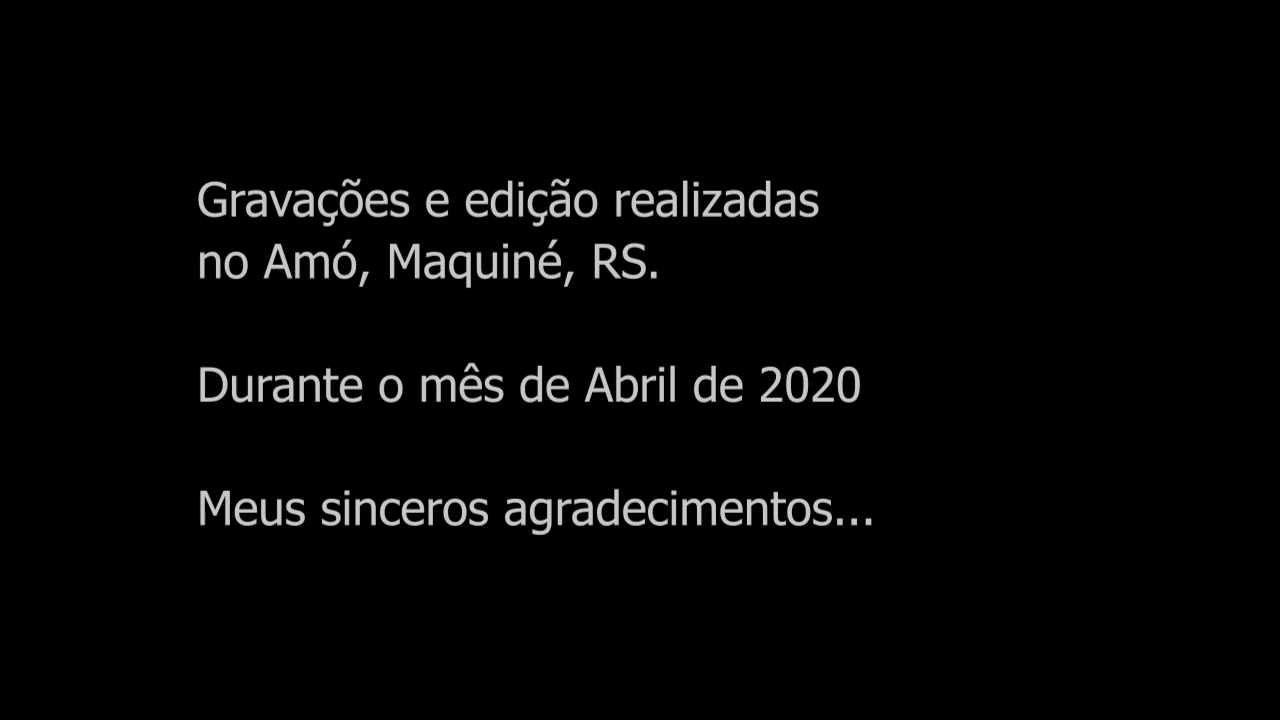 Gravações e edição realizadas
no Amó, Maquiné, RS.
Durante o mês de Abril de 2020
Meus sinceros agradecimentos...